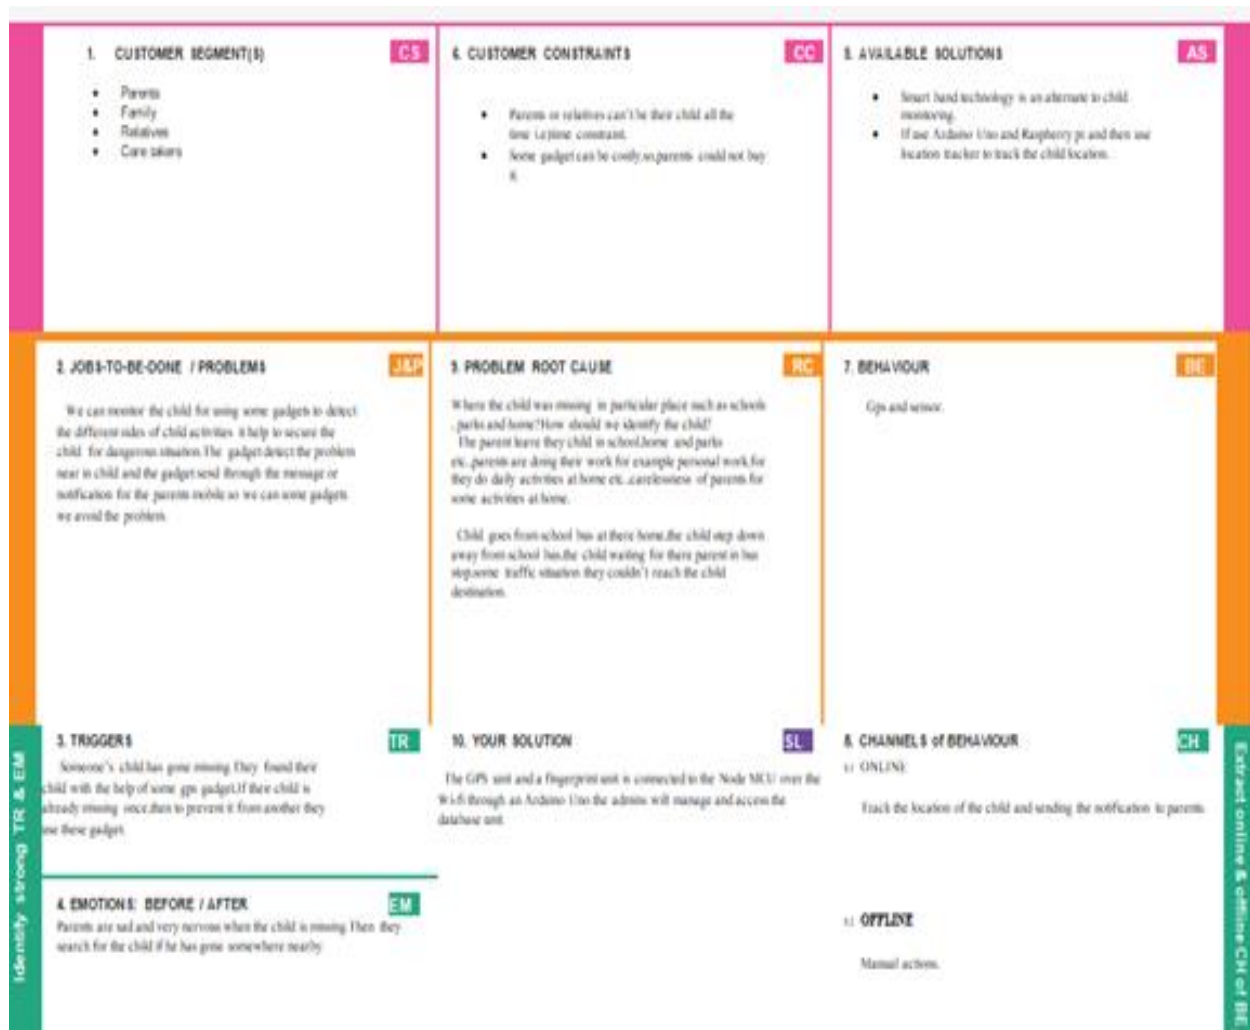 1. CUSTOMER SEGMENT(S)
CS
• Parents
• Family
• Relatives
• Care takers
6. CUSTOMER CONSTRAINTS
CC
• Parents or relatives can't be their child all the
time i.e,time constraint.
• Some gadget can be costly,so,parents could not buy
it.
5. AVAILABLE SOLUTIONS
AS
• Smart band technology is an alternate to child
monitoring.
• If use Arduino Uno and Raspberry pi and then use
location tracker to track the child location.
2. JOBS-TO-BE-DONE / PROBLEMS
J&P
We can monitor the child for using some gadgets to detect
the different sides of child activities it help to secure the
child for dangerous situation.The gadget detect the problem
near in child and the gadget send through the message or
notification for the parents mobile so we can some gadgets
we avoid the problem.
9. PROBLEM ROOT CAUSE
RC
Where the child was missing in particular place such as schools
, parks and home?How should we identify the child?
The parent leave they child in school,home and parks
etc..parents are doing their work for example personal work,for
they do daily activities at home etc..carelessness of parents for
some activities at home.
Child goes from school bus at there home,the child step down
away from school bus,the child waiting for there parent in bus
stop,some traffic situation they couldn't reach the child
destination.
7. BEHAVIOUR
BE
Gps and sensor.
3. TRIGGERS
TR
Someone's child has gone missing.They found their
child with the help of some gps gadget.If their child is
already missing once,then to prevent it from another they
use these gadget.
4. EMOTIONS: BEFORE / AFTER
EM
Parents are sad and very nervous when the child is missing.Then they
search for the child if he has gone somewhere nearby.
10. YOUR SOLUTION
SL
The GPS unit and a fingerprint unit is connected to the Node MCU over the
Wi-fi through an Arduino Uno the admins will manage and access the
database unit.
8. CHANNELS of BEHAVIOUR
CH
8.1 ONLINE
Track the location of the child and sending the notification to parents.
8.2 OFFLINE
Manual actions.
Identify strong TR & EM
Extract online & offline CH of BE